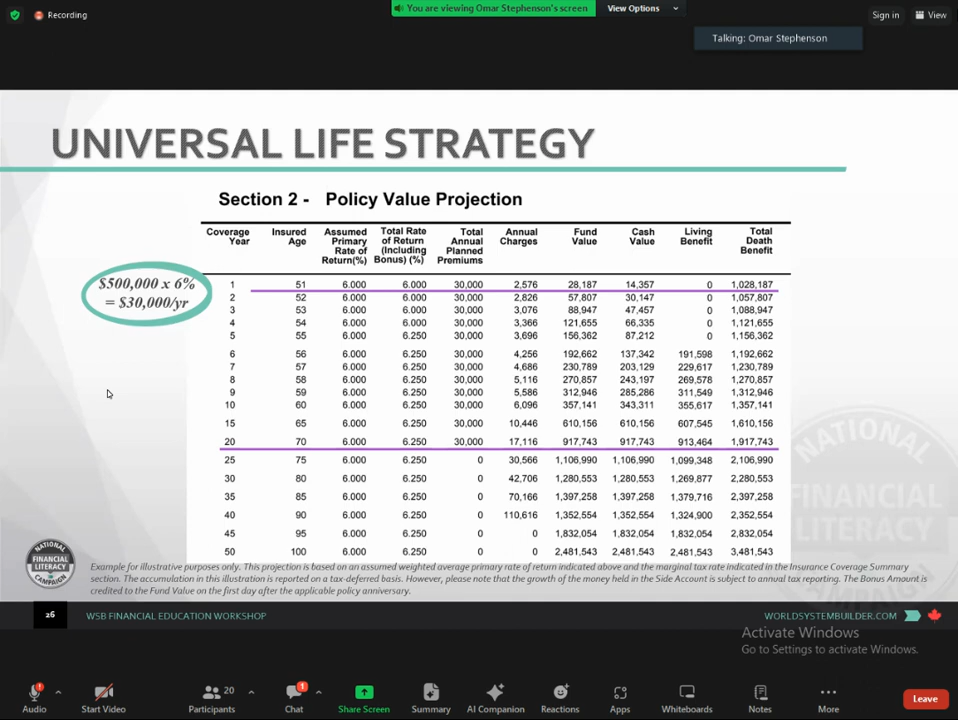 Recording
You are viewing Omar Stephenson's screen
View Options
Sign in
View
Talking: Omar Stephenson
UNIVERSAL LIFE STRATEGY
Section 2 - Policy Value Projection
Coverage Year Insured Age Assumed Primary Rate of Return(%) Total Rate of Return (Including Bonus) (%) Total Annual Planned Premiums Annual Charges Fund Value Cash Value Living Benefit Total Death Benefit
$500,000 x 6%
= $30,000/yr
1 51 6.000 6.000 30,000 2,576 28,187 14,357 0 1,028,187
2 52 6.000 6.000 30,000 2,826 57,807 30,147 0 1,057,807
3 53 6.000 6.000 30,000 3,076 88,947 47,457 0 1,088,947
4 54 6.000 6.000 30,000 3,366 121,655 66,335 0 1,121,655
5 55 6.000 6.250 30,000 3,696 156,362 87,212 0 1,156,362
6 56 6.000 6.250 30,000 4,256 192,662 137,342 191,598 1,192,662
7 57 6.000 6.250 30,000 4,686 230,789 203,129 229,617 1,230,789
8 58 6.000 6.250 30,000 5,116 270,857 243,197 269,578 1,270,857
9 59 6.000 6.250 30,000 5,586 312,946 285,286 311,549 1,312,946
10 60 6.000 6.250 30,000 6,096 357,141 343,311 355,617 1,357,141
15 65 6.000 6.250 30,000 10,446 610,156 610,156 607,545 1,610,156
20 70 6.000 6.250 30,000 17,116 917,743 917,743 913,464 1,917,743
25 75 6.000 6.250 0 30,566 1,106,990 1,106,990 1,099,348 2,106,990
30 80 6.000 6.250 0 42,706 1,280,553 1,280,553 1,269,877 2,280,553
35 85 6.000 6.250 0 70,166 1,397,258 1,397,258 1,379,716 2,397,258
40 90 6.000 6.250 0 110,616 1,352,554 1,352,554 1,324,900 2,352,554
45 95 6.000 6.250 0 0 1,832,054 1,832,054 1,832,054 2,832,054
50 100 6.000 6.250 0 0 2,481,543 2,481,543 2,481,543 3,481,543
NATIONAL
FINANCIAL
LITERACY
CAMPAIGN
NATIONAL
FINANCIAL
LITERACY
CAMPAIGN
Example for illustrative purposes only. This projection is based on an assumed weighted average primary rate of return indicated above and the marginal tax rate indicated in the Insurance Coverage Summary
section. The accumulation in this illustration is reported on a tax-deferred basis. However, please note that the growth of the money held in the Side Account is subject to annual tax reporting. The Bonus Amount is
credited to the Fund Value on the first day after the applicable policy anniversary.
26
WSB FINANCIAL EDUCATION WORKSHOP
WORLDSYSTEMBUILDER.COM
Activate Windows
Go to Settings to activate Windows.
20
1
Audio
Start Video
Participants
Chat
Share Screen
Summary
AI Companion
Reactions
Apps
Whiteboards
Notes
More
Leave